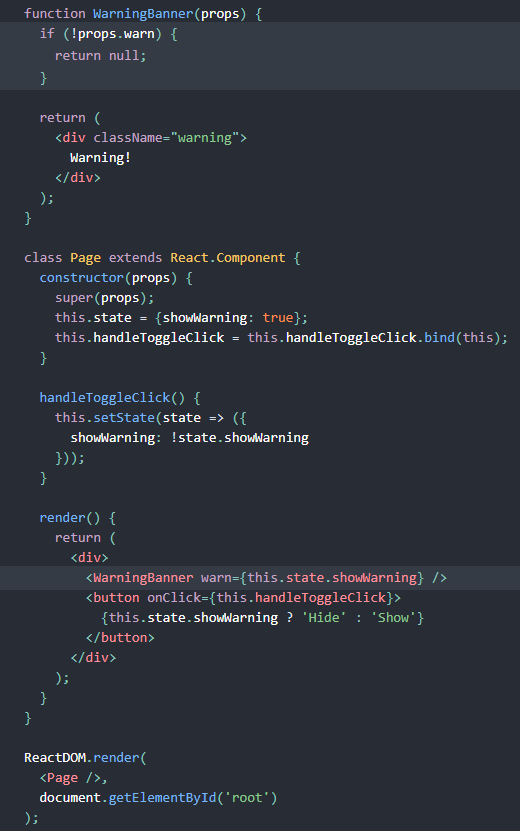 function WarningBanner(props) {
  if (!props.warn) {
    return null;
  }

  return (
    <div className="warning">
      Warning!
    </div>
  );
}

class Page extends React.Component {
  constructor(props) {
    super(props);
    this.state = {showWarning: true};
    this.handleToggleClick = this.handleToggleClick.bind(this);
  }

  handleToggleClick() {
    this.setState(state => ({
      showWarning: !state.showWarning
    }));
  }

  render() {
    return (
      <div>
        <WarningBanner warn={this.state.showWarning} />
        <button onClick={this.handleToggleClick}>
          {this.state.showWarning ? 'Hide' : 'Show'}
        </button>
      </div>
    );
  }
}

ReactDOM.render(
  <Page />,
  document.getElementById('root')
);